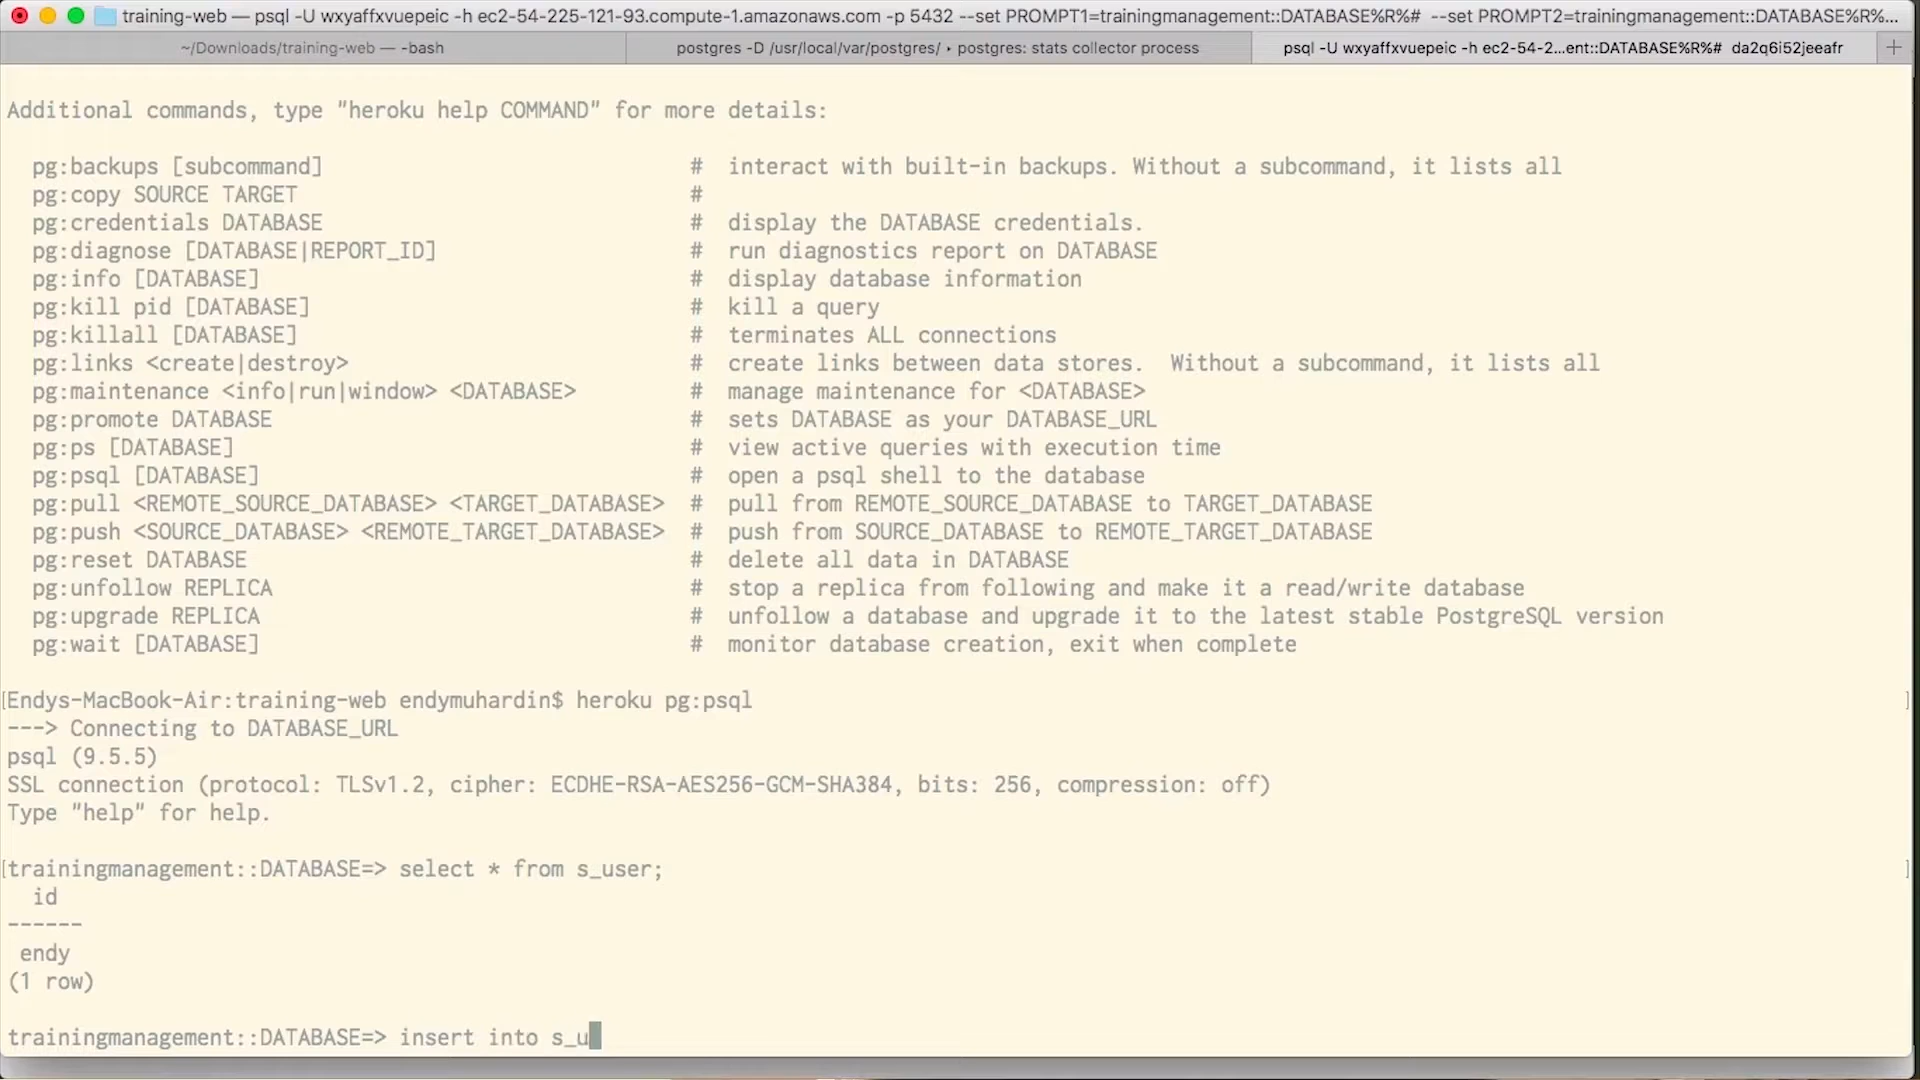 training-web — psql -U wxyaffxvuepeic -h ec2-54-225-121-93.compute-1.amazonaws.com -p 5432 --set PROMPT1=trainingmanagement::DATABASE%R%# --set PROMPT2=trainingmanagement::DATABASE%R%...
~/Downloads/training-web — -bash
postgres -D /usr/local/var/postgres/ ‣ postgres: stats collector process
psql -U wxyaffxvuepeic -h ec2-54-2...ent::DATABASE%R%# da2q6i52jeeafr
Additional commands, type "heroku help COMMAND" for more details:
pg:backups [subcommand] # interact with built-in backups. Without a subcommand, it lists all
pg:copy SOURCE TARGET #
pg:credentials DATABASE # display the DATABASE credentials.
pg:diagnose [DATABASE|REPORT_ID] # run diagnostics report on DATABASE
pg:info [DATABASE] # display database information
pg:kill pid [DATABASE] # kill a query
pg:killall [DATABASE] # terminates ALL connections
pg:links <create|destroy> # create links between data stores.  Without a subcommand, it lists all
pg:maintenance <info|run|window> <DATABASE> # manage maintenance for <DATABASE>
pg:promote DATABASE # sets DATABASE as your DATABASE_URL
pg:ps [DATABASE] # view active queries with execution time
pg:psql [DATABASE] # open a psql shell to the database
pg:pull <REMOTE_SOURCE_DATABASE> <TARGET_DATABASE> # pull from REMOTE_SOURCE_DATABASE to TARGET_DATABASE
pg:push <SOURCE_DATABASE> <REMOTE_TARGET_DATABASE> # push from SOURCE_DATABASE to REMOTE_TARGET_DATABASE
pg:reset DATABASE # delete all data in DATABASE
pg:unfollow REPLICA # stop a replica from following and make it a read/write database
pg:upgrade REPLICA # unfollow a database and upgrade it to the latest stable PostgreSQL version
pg:wait [DATABASE] # monitor database creation, exit when complete
[Endys-MacBook-Air:training-web endymuhardin$ heroku pg:psql ]
---> Connecting to DATABASE_URL
psql (9.5.5)
SSL connection (protocol: TLSv1.2, cipher: ECDHE-RSA-AES256-GCM-SHA384, bits: 256, compression: off)
Type "help" for help.
[trainingmanagement::DATABASE=> select * from s_user; ]
id
------
endy
(1 row)
trainingmanagement::DATABASE=> insert into s_u